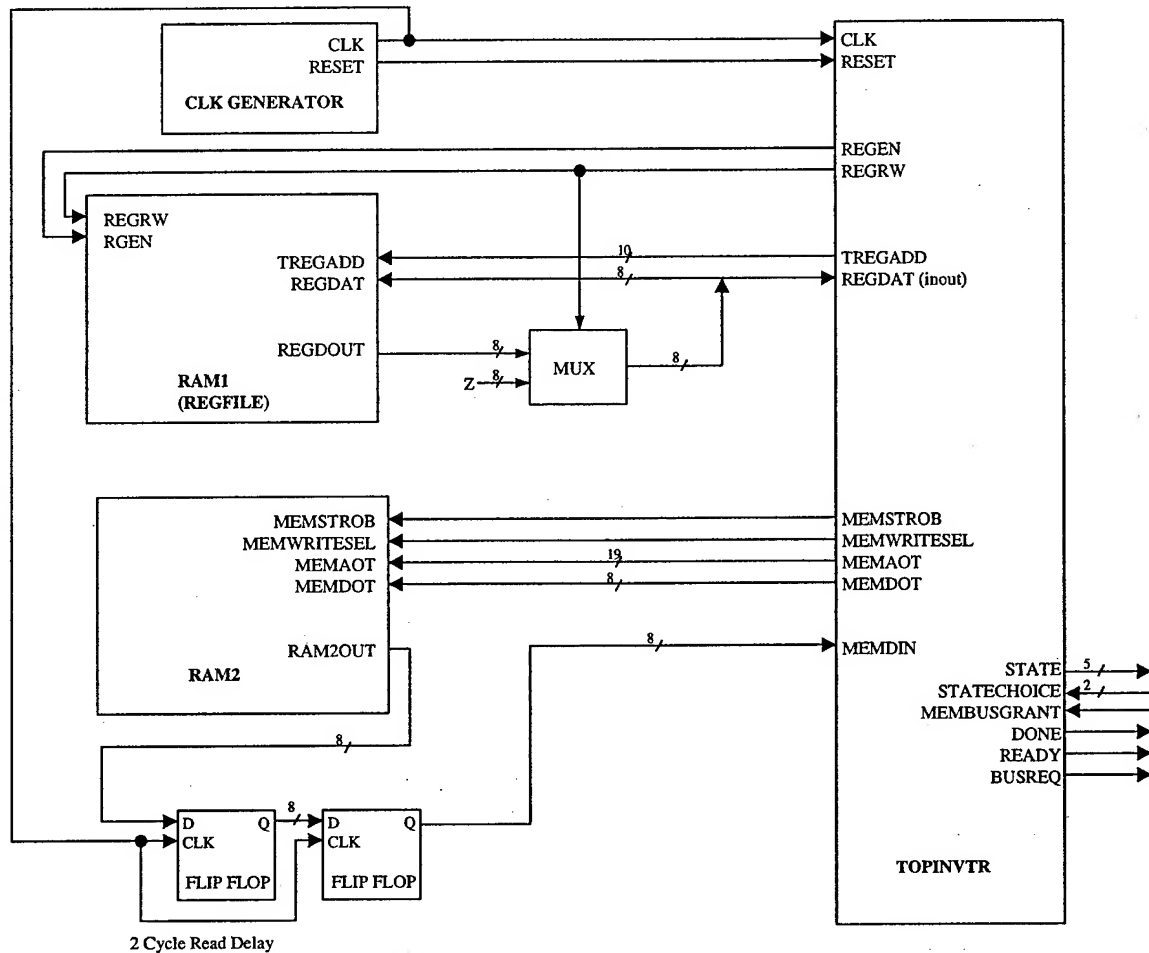 CLK
RESET
CLK GENERATOR
CLK
RESET
REGEN
REGRW
REGRW
RGEN
TREGADD
REGDAT
REGDOUT
RAM1
(REGFILE)
10
8
8
Z
8
MUX
8
TREGADD
REGDAT (inout)
MEMSTROB
MEMWRITESEL
MEMAOT
MEMDOT
RAM2OUT
RAM2
19
8
8
MEMSTROB
MEMWRITESEL
MEMAOT
MEMDOT
MEMDIN
STATE
5
STATECHOICE
2
MEMBUSGRANT
DONE
READY
BUSREQ
TOPINVTR
8
D
Q
CLK
FLIP FLOP
8
D
Q
CLK
FLIP FLOP
2 Cycle Read Delay